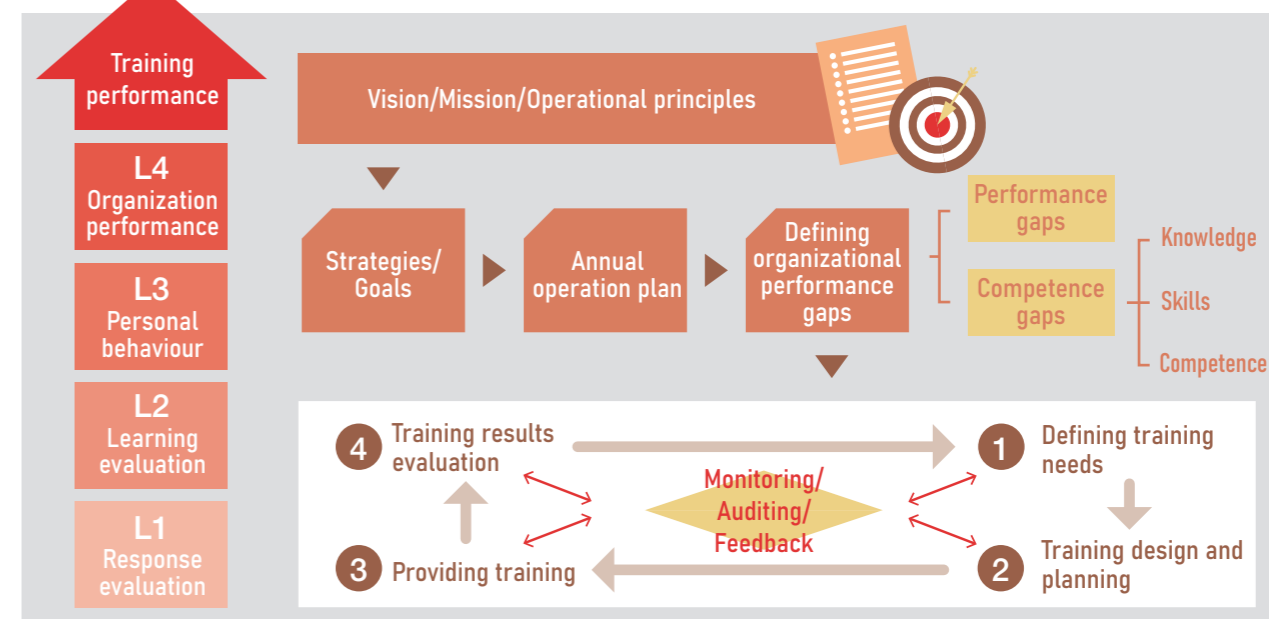 Training
performance
L4
Organization
performance
L3
Personal
behaviour
L2
Learning
evaluation
L1
Response
evaluation
Vision/Mission/Operational principles
Strategies/
Goals
Annual
operation plan
Defining
organizational
performance
gaps
Performance
gaps
Competence
gaps
Knowledge
Skills
Competence
4
Training results
evaluation
1
Defining training
needs
Monitoring/
Auditing/
Feedback
3
Providing training
2
Training design and
planning